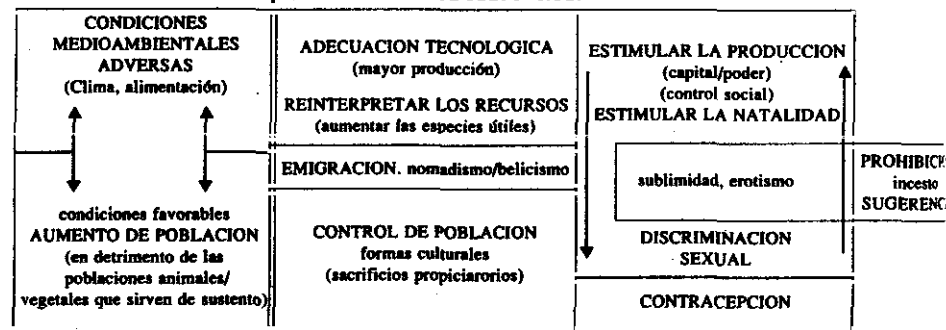 CONDICIONES
MEDIOAMBIENTALES
ADVERSAS
(Clima, alimentación)
condiciones favorables
AUMENTO DE POBLACION
(en detrimento de las
poblaciones animales/
vegetales que sirven de sustento)
ADECUACION TECNOLOGICA
(mayor producción)
REINTERPRETAR LOS RECURSOS
(aumentar las especies útiles)
EMIGRACION. nomadismo/belicismo
CONTROL DE POBLACION
formas culturales
(sacrificios propiciarorios)
ESTIMULAR LA PRODUCCION
(capital/poder)
(control social)
ESTIMULAR LA NATALIDAD
sublimidad, erotismo
DISCRIMINACION
SEXUAL
CONTRACEPCION
incesto